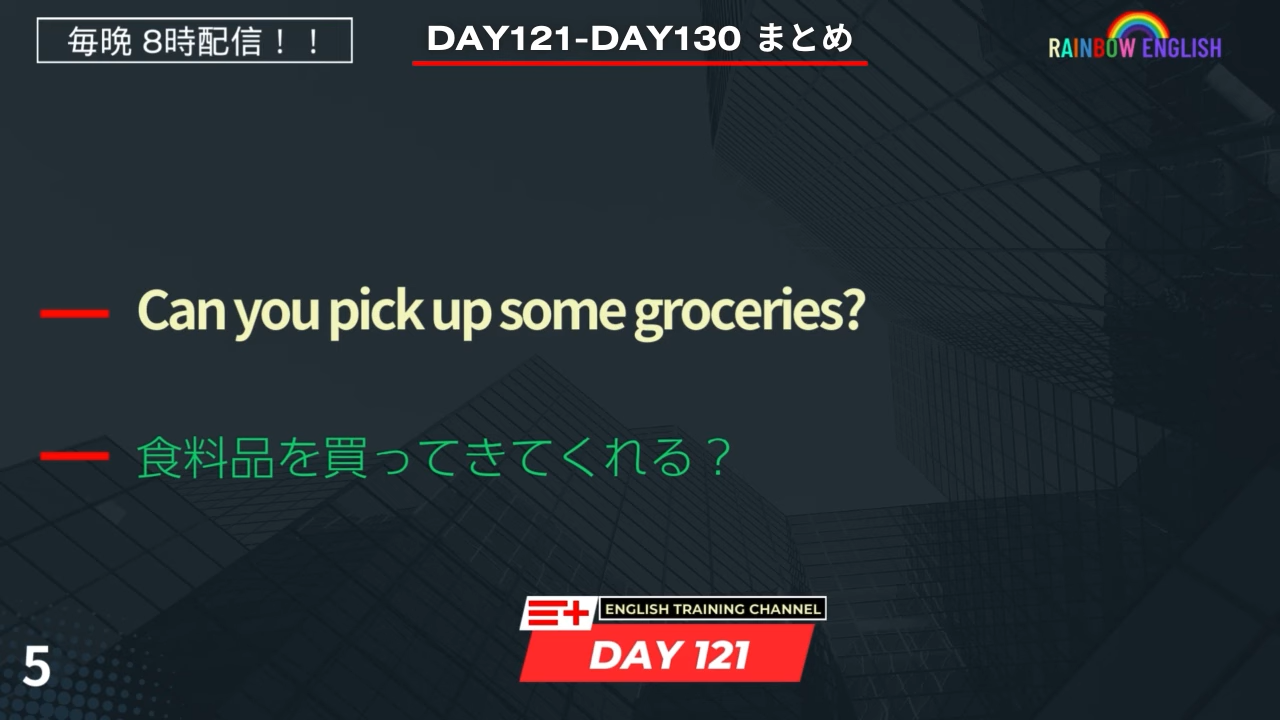 毎晩 8時配信！！
DAY121-DAY130 まとめ
RAINBOW ENGLISH
Can you pick up some groceries?
食料品を買ってきてくれる？
E+ ENGLISH TRAINING CHANNEL
DAY 121
5